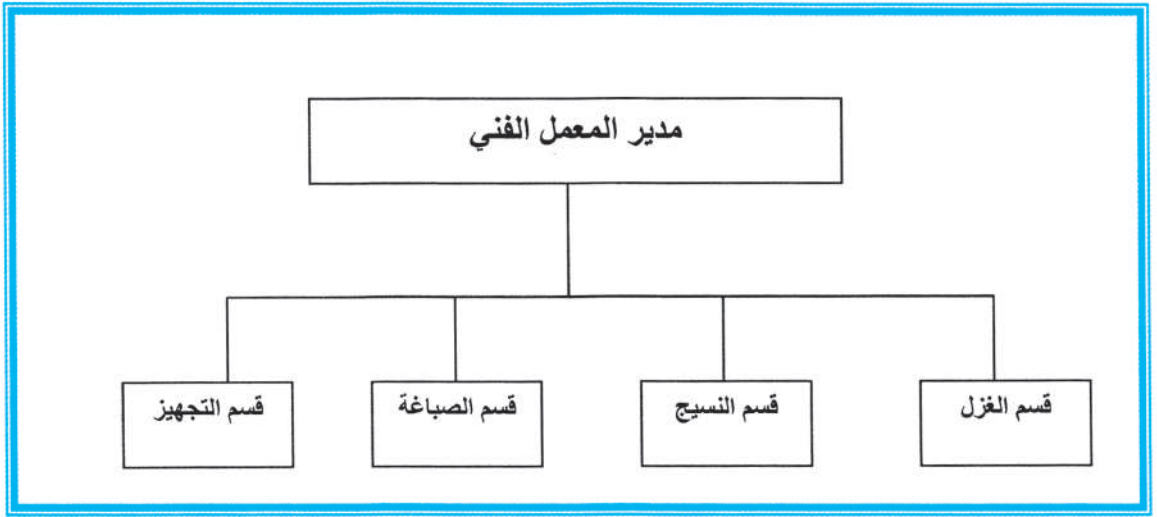 مدير المعمل الفني
قسم الغزل
قسم النسيج
قسم الصباغة
قسم التجهيز